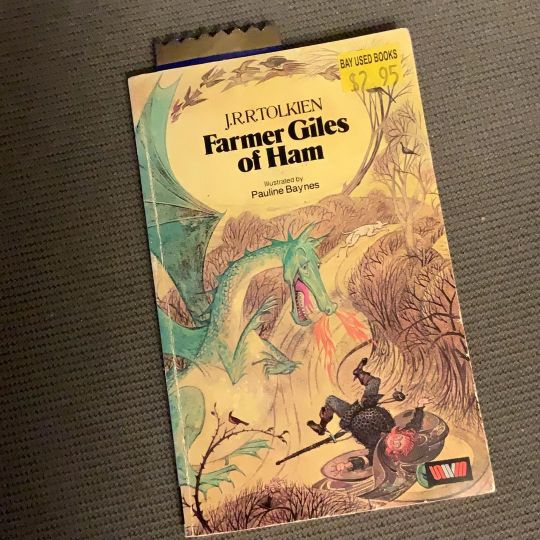 BAY USED BOOKS
$2.95
J.R.R.TOLKIEN
Farmer Giles
of Ham
Illustrated by
Pauline Baynes